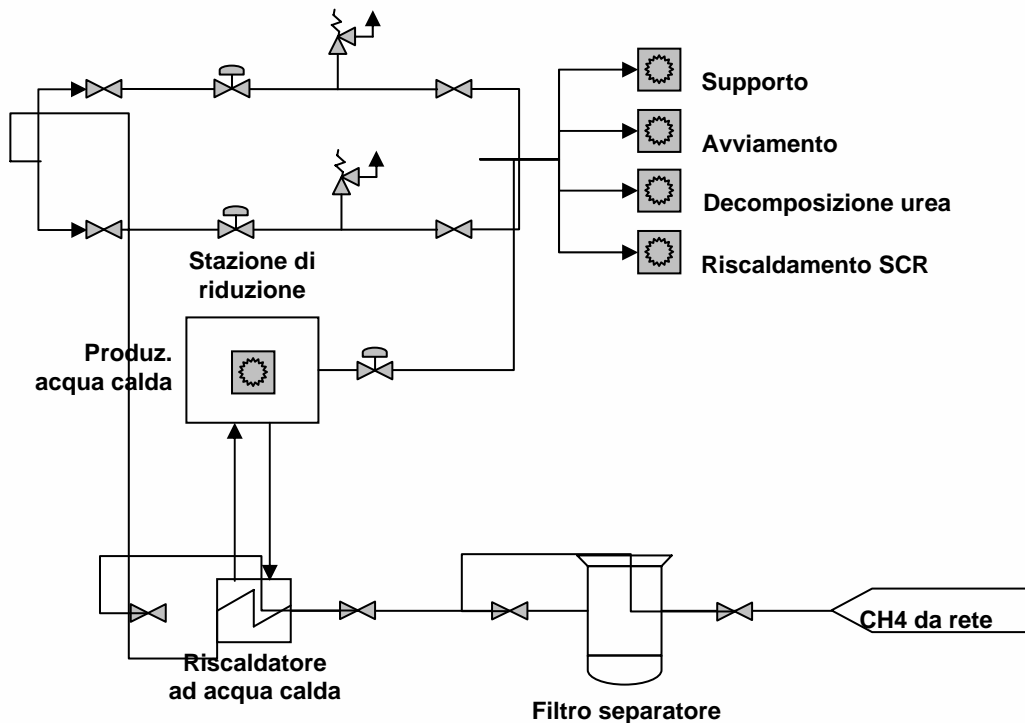 Supporto
Avviamento
Decomposizione urea
Riscaldamento SCR
Stazione di
riduzione
Produz.
acqua calda
CH4 da rete
Riscaldatore
ad acqua calda
Filtro separatore